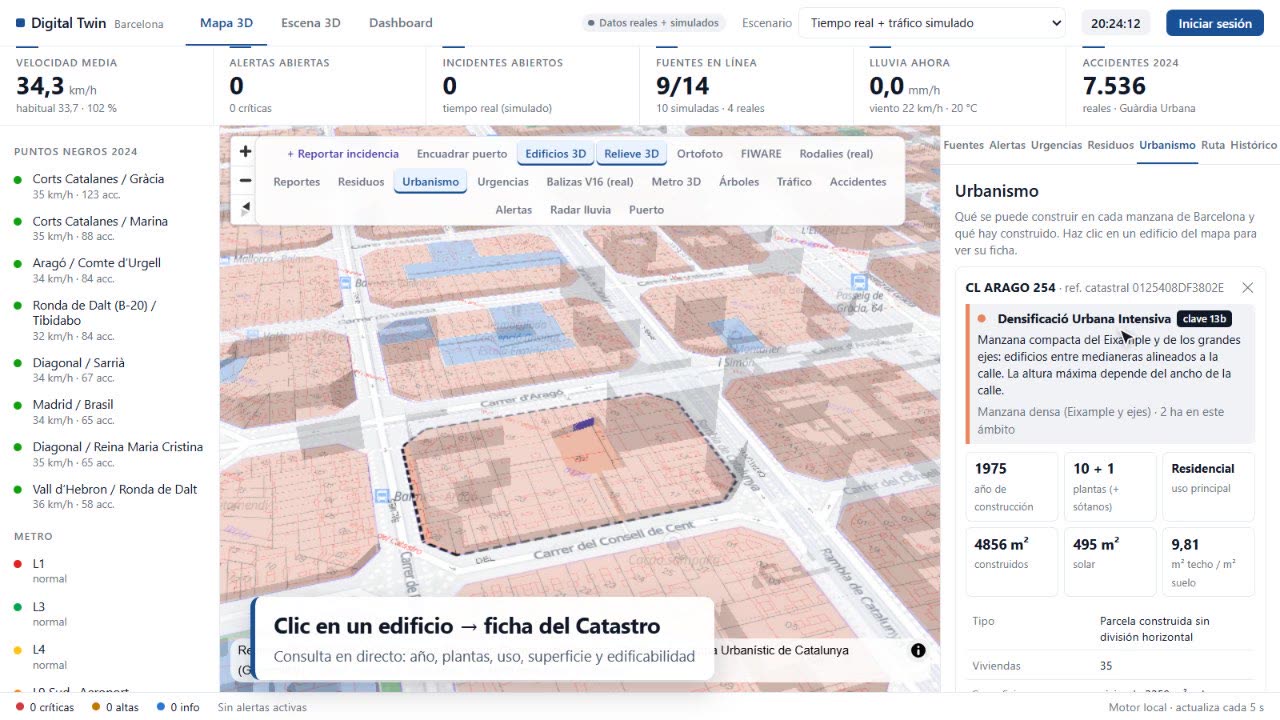 Digital Twin Barcelona
Mapa 3D
Escena 3D
Dashboard
Datos reales + simulados
Escenario
Tiempo real + tráfico simulado
20:24:12
Iniciar sesión
VELOCIDAD MEDIA
34,3 km/h
habitual 33,7 · 102 %
ALERTAS ABIERTAS
0
0 críticas
INCIDENTES ABIERTOS
0
tiempo real (simulado)
FUENTES EN LÍNEA
9/14
10 simuladas · 4 reales
LLUVIA AHORA
0,0 mm/h
viento 22 km/h · 20 °C
ACCIDENTES 2024
7.536
reales · Guàrdia Urbana
PUNTOS NEGROS 2024
Corts Catalanes / Gràcia
35 km/h · 123 acc.
Corts Catalanes / Marina
35 km/h · 88 acc.
Aragó / Comte d'Urgell
34 km/h · 84 acc.
Ronda de Dalt (B-20) /
Tibidabo
32 km/h · 84 acc.
Diagonal / Sarrià
34 km/h · 67 acc.
Madrid / Brasil
34 km/h · 65 acc.
Diagonal / Reina Maria Cristina
35 km/h · 65 acc.
Vall d'Hebron / Ronda de Dalt
36 km/h · 58 acc.
METRO
L1
normal
L3
normal
L4
normal
L9 Sud · Aeroport
+ Reportar incidencia
Encuadrar puerto
Edificios 3D
Relieve 3D
Ortofoto
FIWARE
Rodalies (real)
Reportes
Residuos
Urbanismo
Urgencias
Balizas V16 (real)
Metro 3D
Árboles
Tráfico
Accidentes
Alertas
Radar lluvia
Puerto
Passeig de
Gràcia, 64
Carrer d'Aragó
Carrer del Consell de Cent
Rambla de Catalunya
Clic en un edificio → ficha del Catastro
Consulta en directo: año, plantas, uso, superficie y edificabilidad
a Urbanístic de Catalunya
Fuentes
Alertas
Urgencias
Residuos
Urbanismo
Ruta
Histórico
Urbanismo
Qué se puede construir en cada manzana de Barcelona y
qué hay construido. Haz clic en un edificio del mapa para
ver su ficha.
CL ARAGO 254 · ref. catastral 0125408DF3802E
Densificació Urbana Intensiva clave 13b
Manzana compacta del Eixample y de los grandes
ejes: edificios entre medianeras alineados a la
calle. La altura máxima depende del ancho de la
calle.
Manzana densa (Eixample y ejes) · 2 ha en este
ámbito
1975
año de
construcción
10 + 1
plantas (+
sótanos)
Residencial
uso principal
4856 m²
construidos
495 m²
solar
9,81
m² techo / m²
suelo
Tipo
Parcela construida sin
división horizontal
Viviendas
35
0 críticas
0 altas
0 info
Sin alertas activas
Motor local · actualiza cada 5 s